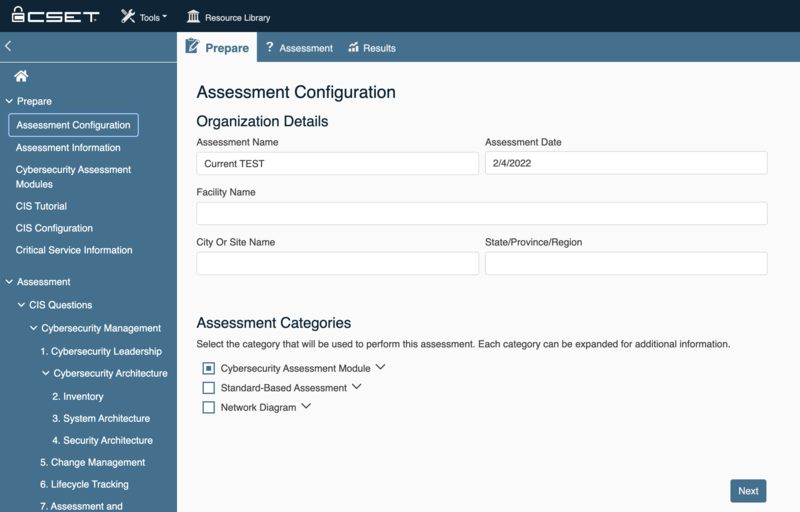 CSET
Tools
Resource Library
Prepare
Assessment
Results
Prepare
Assessment Configuration
Assessment Information
Cybersecurity Assessment
Modules
CIS Tutorial
CIS Configuration
Critical Service Information
Assessment
CIS Questions
Cybersecurity Management
1. Cybersecurity Leadership
Cybersecurity Architecture
2. Inventory
3. System Architecture
4. Security Architecture
5. Change Management
6. Lifecycle Tracking
7. Assessment and
Assessment Configuration
Organization Details
Assessment Name
Assessment Date
Current TEST
2/4/2022
Facility Name
City Or Site Name
State/Province/Region
Assessment Categories
Select the category that will be used to perform this assessment. Each category can be expanded for additional information.
Cybersecurity Assessment Module
Standard-Based Assessment
Network Diagram
Next